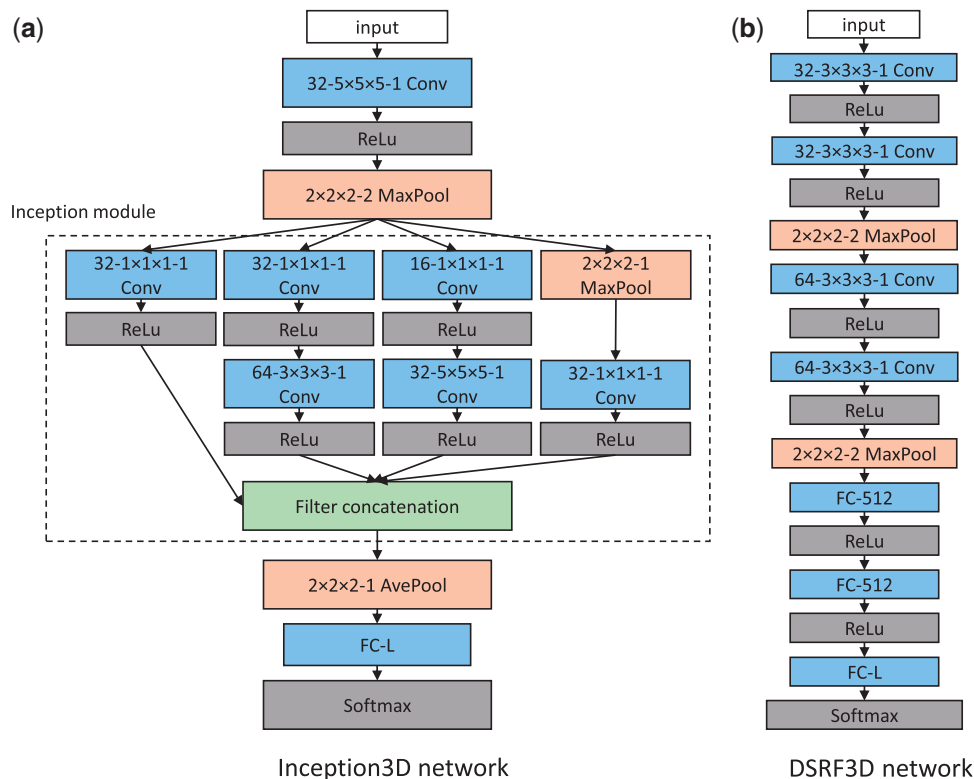 (a)
input
32-5×5×5-1 Conv
ReLu
2×2×2-2 MaxPool
Inception module
32-1×1×1-1
Conv
ReLu
32-1×1×1-1
Conv
ReLu
64-3×3×3-1
Conv
ReLu
16-1×1×1-1
Conv
ReLu
32-5×5×5-1
Conv
ReLu
2×2×2-1
MaxPool
32-1×1×1-1
Conv
ReLu
Filter concatenation
2×2×2-1 AvePool
FC-L
Softmax
Inception3D network
(b)
input
32-3×3×3-1 Conv
ReLu
32-3×3×3-1 Conv
ReLu
2×2×2-2 MaxPool
64-3×3×3-1 Conv
ReLu
64-3×3×3-1 Conv
ReLu
2×2×2-2 MaxPool
FC-512
ReLu
FC-512
ReLu
FC-L
Softmax
DSRF3D network